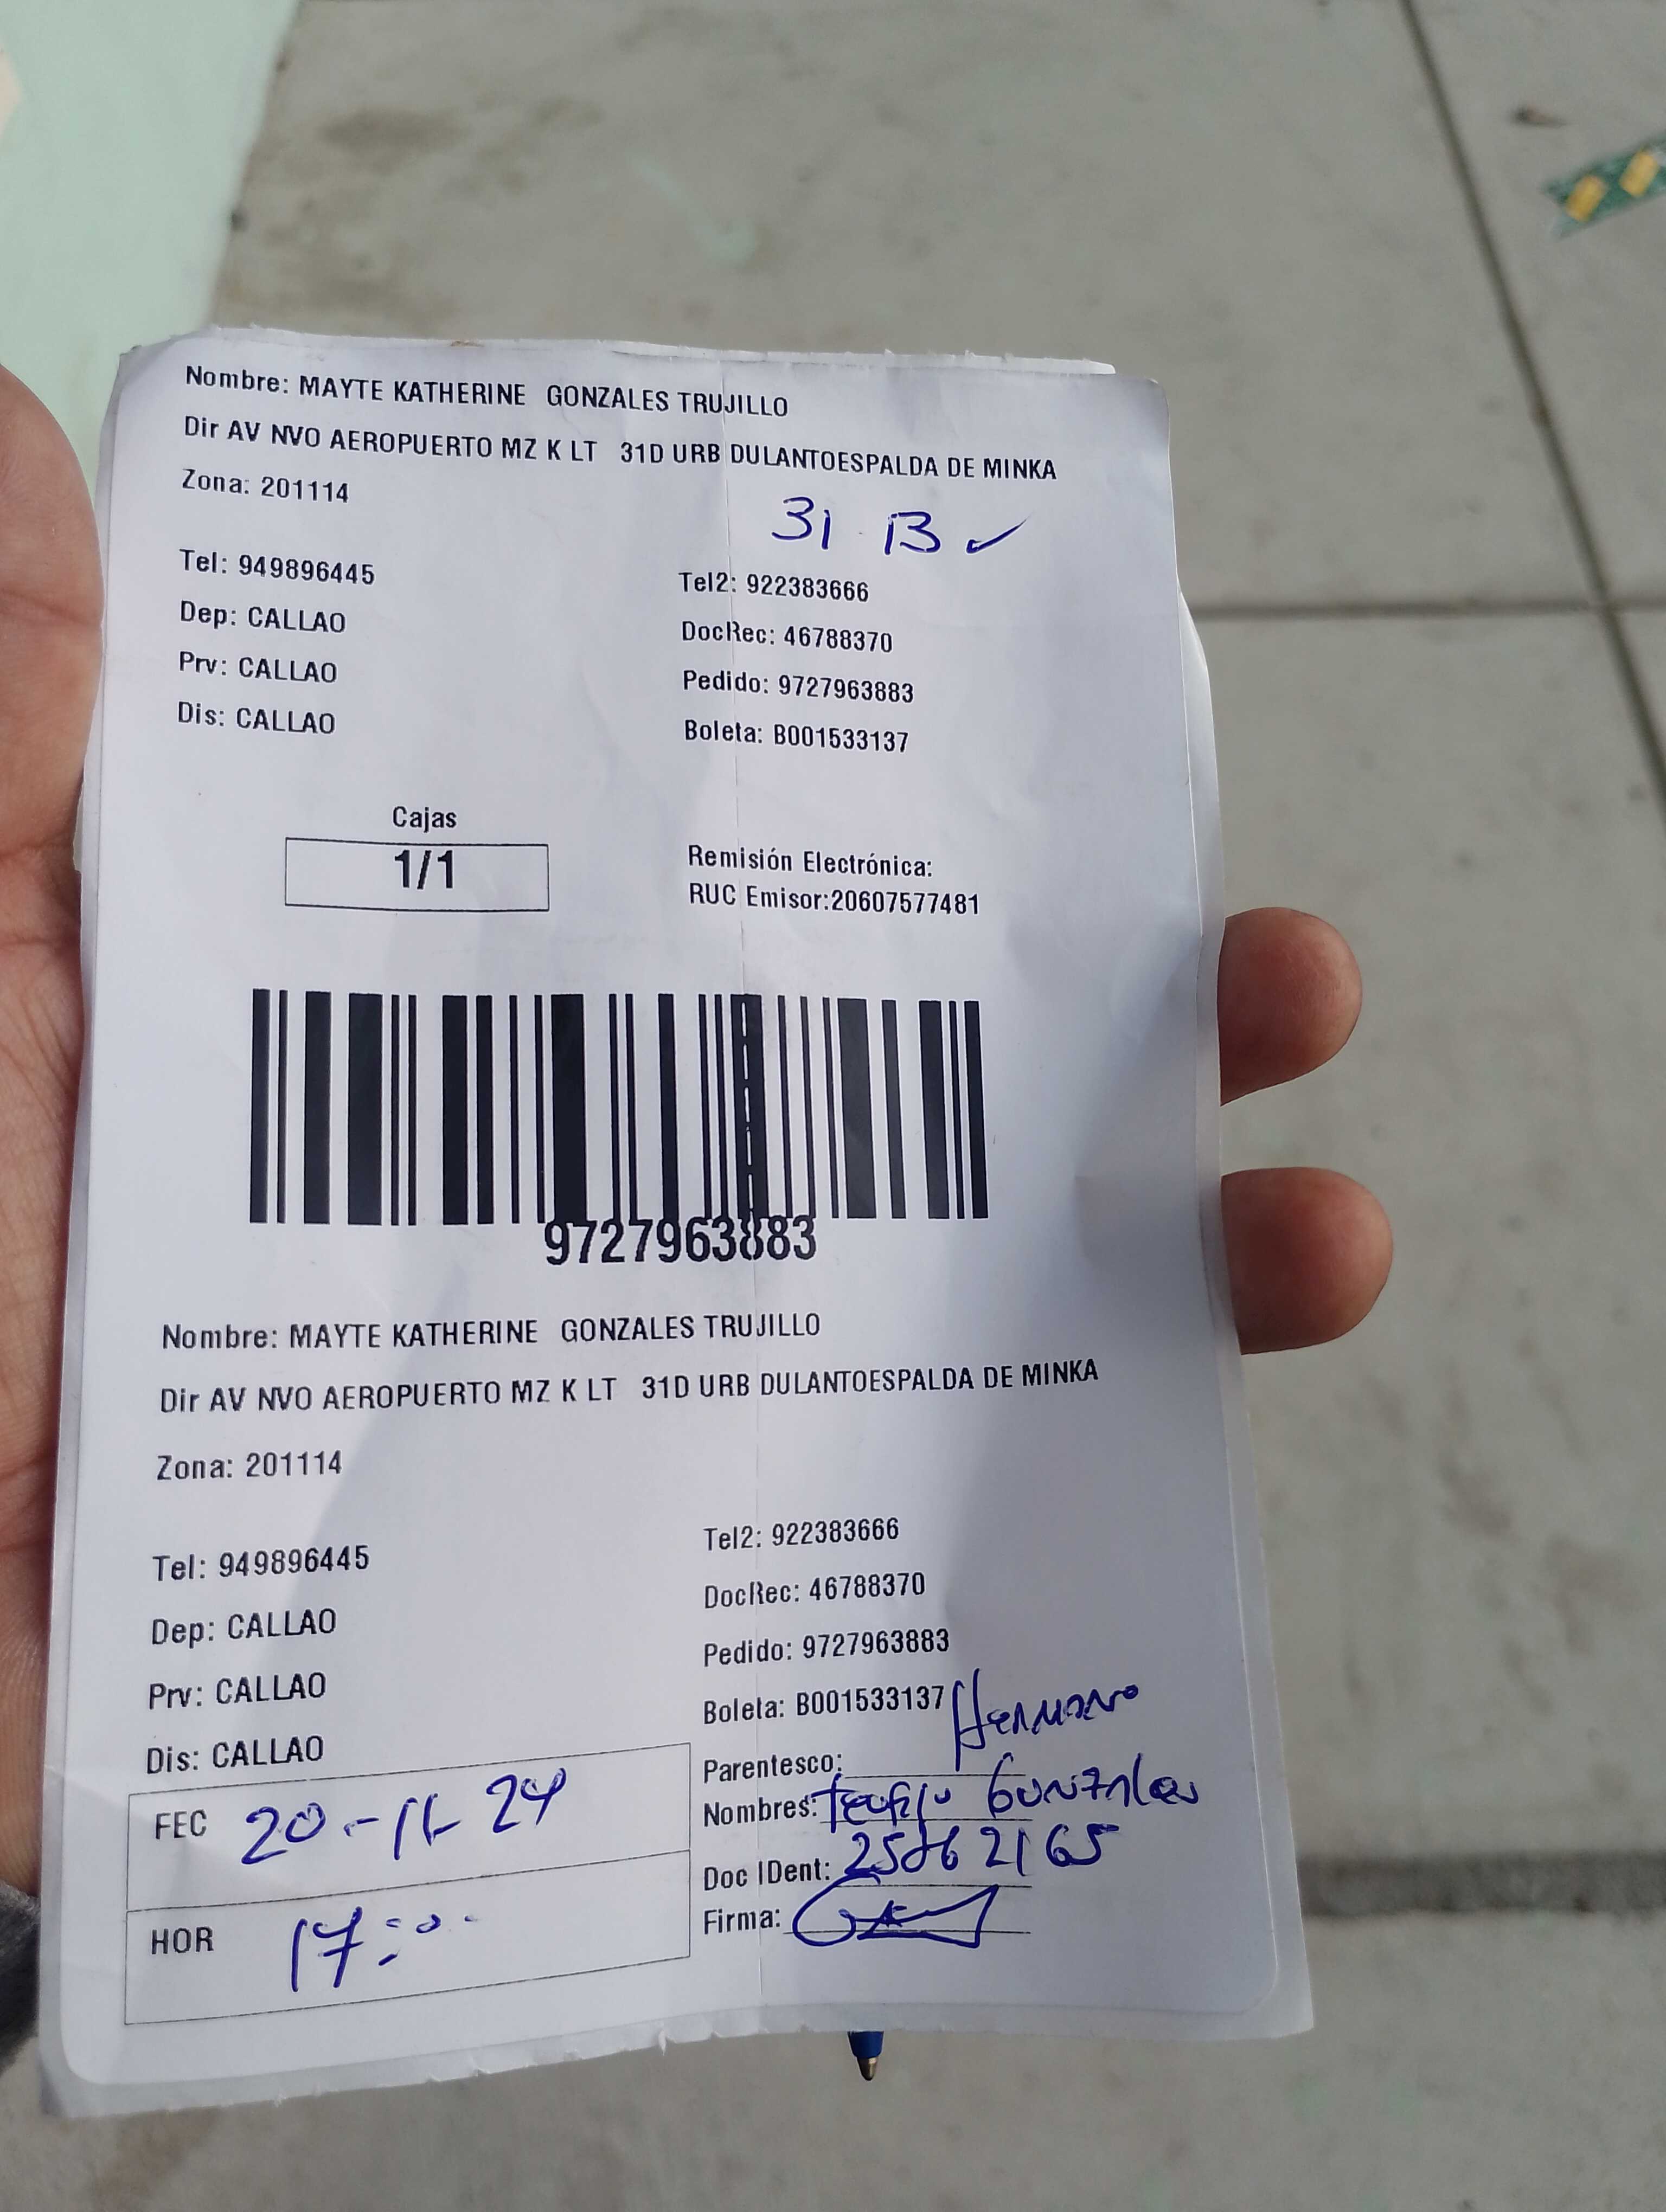 Nombre: MAYTE KATHERINE GONZALES TRUJILLO
Dir AV NVO AEROPUERTO MZ K LT 31D URB DULANTOESPALDA DE MINKA
Zona: 201114
31 13
Tel: 949896445 Tel2: 922383666
Dep: CALLAO DocRec: 46788370
Prv: CALLAO Pedido: 9727963883
Dis: CALLAO Boleta: B001533137
Cajas
1/1
Remisión Electrónica:
RUC Emisor:20607577481
9727963883
Nombre: MAYTE KATHERINE GONZALES TRUJILLO
Dir AV NVO AEROPUERTO MZ K LT 31D URB DULANTOESPALDA DE MINKA
Zona: 201114
Tel: 949896445 Tel2: 922383666
Dep: CALLAO DocRec: 46788370
Prv: CALLAO Pedido: 9727963883
Dis: CALLAO Boleta: B001533137
Parentesco: Hermano
Nombres: Teofilo Gonzales
Doc IDent:
Firma:
FEC 20-11-24
HOR 17:00